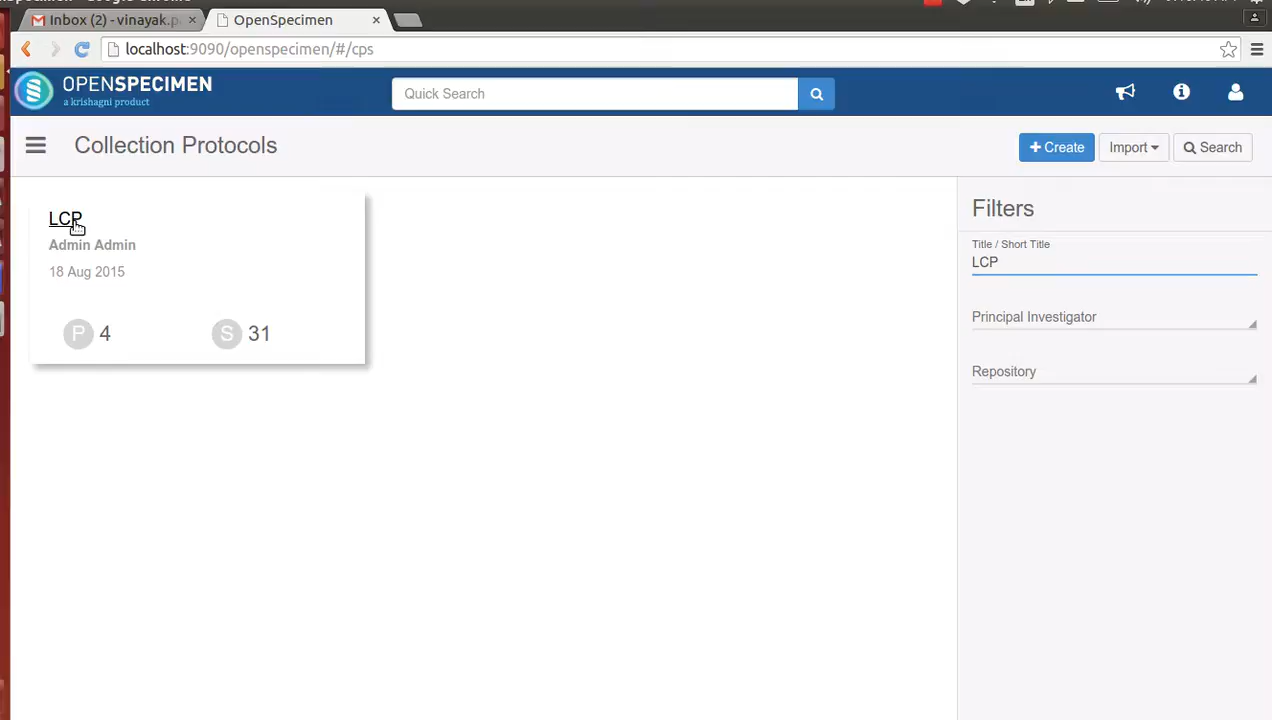 Inbox (2) - vinayak.p
OpenSpecimen
localhost:9090/openspecimen/#/cps
OPENSPECIMEN
a krishagni product
Quick Search
Collection Protocols
Create
Import
Search
LCP
Admin Admin
18 Aug 2015
P 4
S 31
Filters
Title / Short Title
LCP
Principal Investigator
Repository